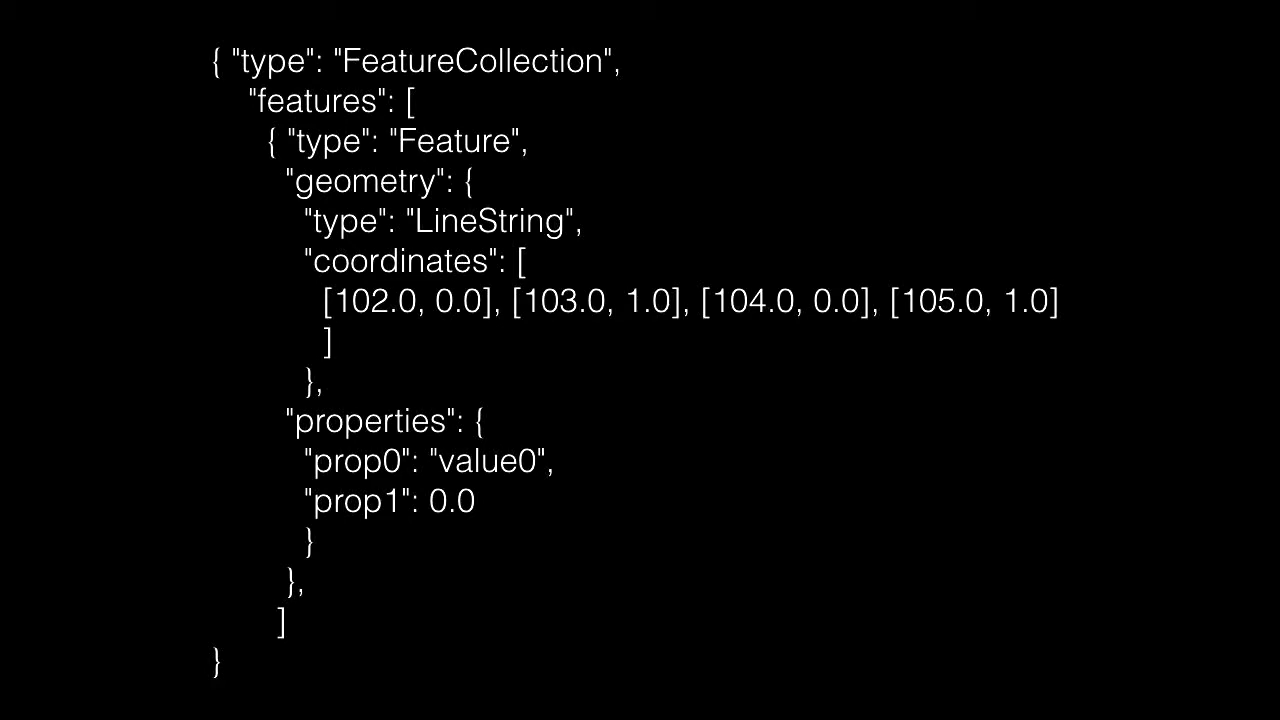 { "type": "FeatureCollection",
"features": [
{ "type": "Feature",
"geometry": {
"type": "LineString",
"coordinates": [
[102.0, 0.0], [103.0, 1.0], [104.0, 0.0], [105.0, 1.0]
]
},
"properties": {
"prop0": "value0",
"prop1": 0.0
}
},
]
}